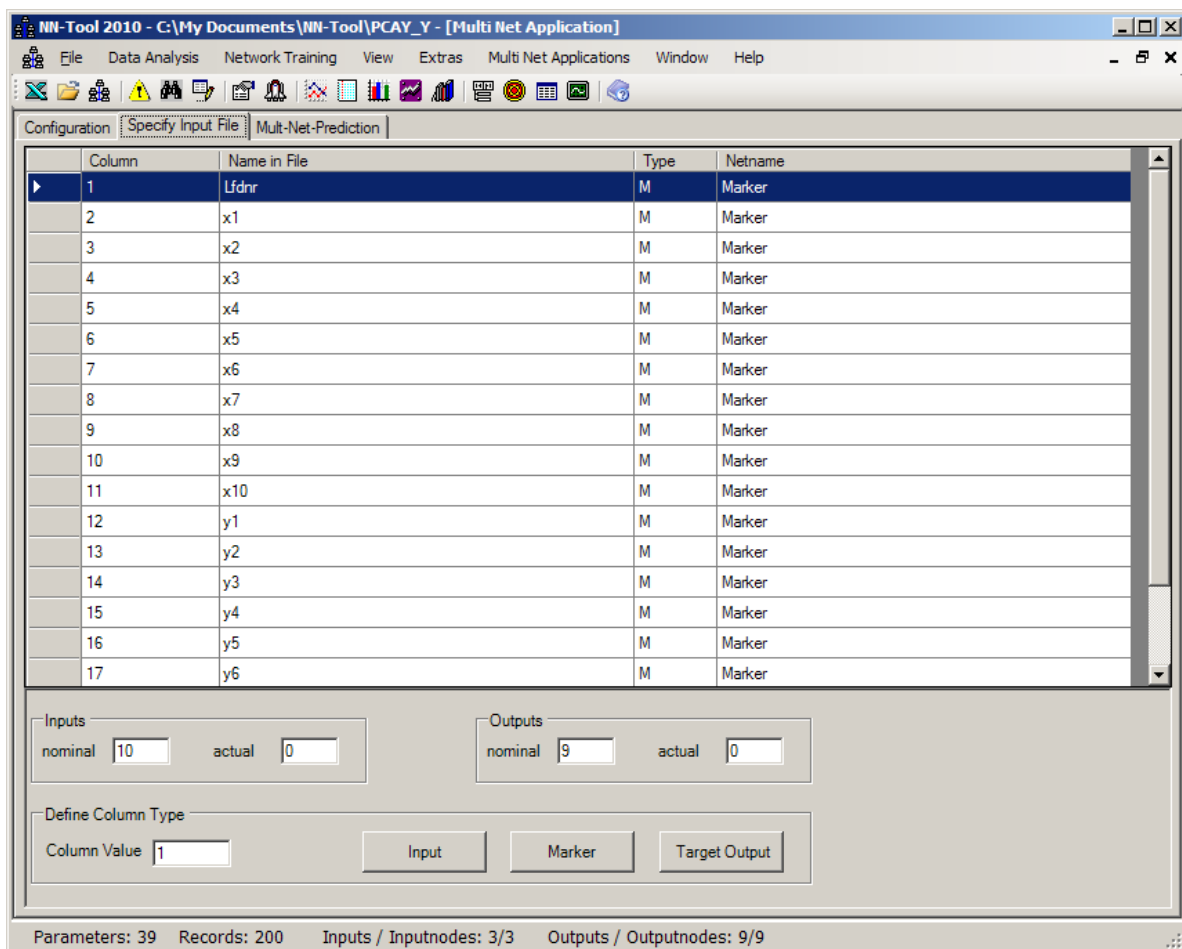 NN-Tool 2010 - C:\My Documents\NN-Tool\PCAY_Y - [Multi Net Application]
File Data Analysis Network Training View Extras Multi Net Applications Window Help
Configuration Specify Input File Mult-Net-Prediction
Column Name in File Type Netname
1 Lfdnr M Marker
2 x1 M Marker
3 x2 M Marker
4 x3 M Marker
5 x4 M Marker
6 x5 M Marker
7 x6 M Marker
8 x7 M Marker
9 x8 M Marker
10 x9 M Marker
11 x10 M Marker
12 y1 M Marker
13 y2 M Marker
14 y3 M Marker
15 y4 M Marker
16 y5 M Marker
17 y6 M Marker
Inputs Outputs
nominal 10 actual 0 nominal 9 actual 0
Define Column Type
Column Value 1 Input Marker Target Output
Parameters: 39 Records: 200 Inputs / Inputnodes: 3/3 Outputs / Outputnodes: 9/9